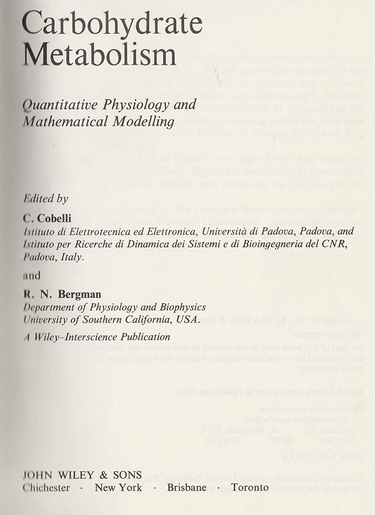 Carbohydrate
Metabolism
Quantitative Physiology and
Mathematical Modelling
Edited by
C. Cobelli
Istituto di Elettrotecnica ed Elettronica, Università di Padova, Padova, and
Istituto per Ricerche di Dinamica dei Sistemi e di Bioingegneria del CNR,
Padova, Italy.
and
R. N. Bergman
Department of Physiology and Biophysics
University of Southern California, USA.
A Wiley–Interscience Publication
JOHN WILEY & SONS
Chichester · New York · Brisbane · Toronto